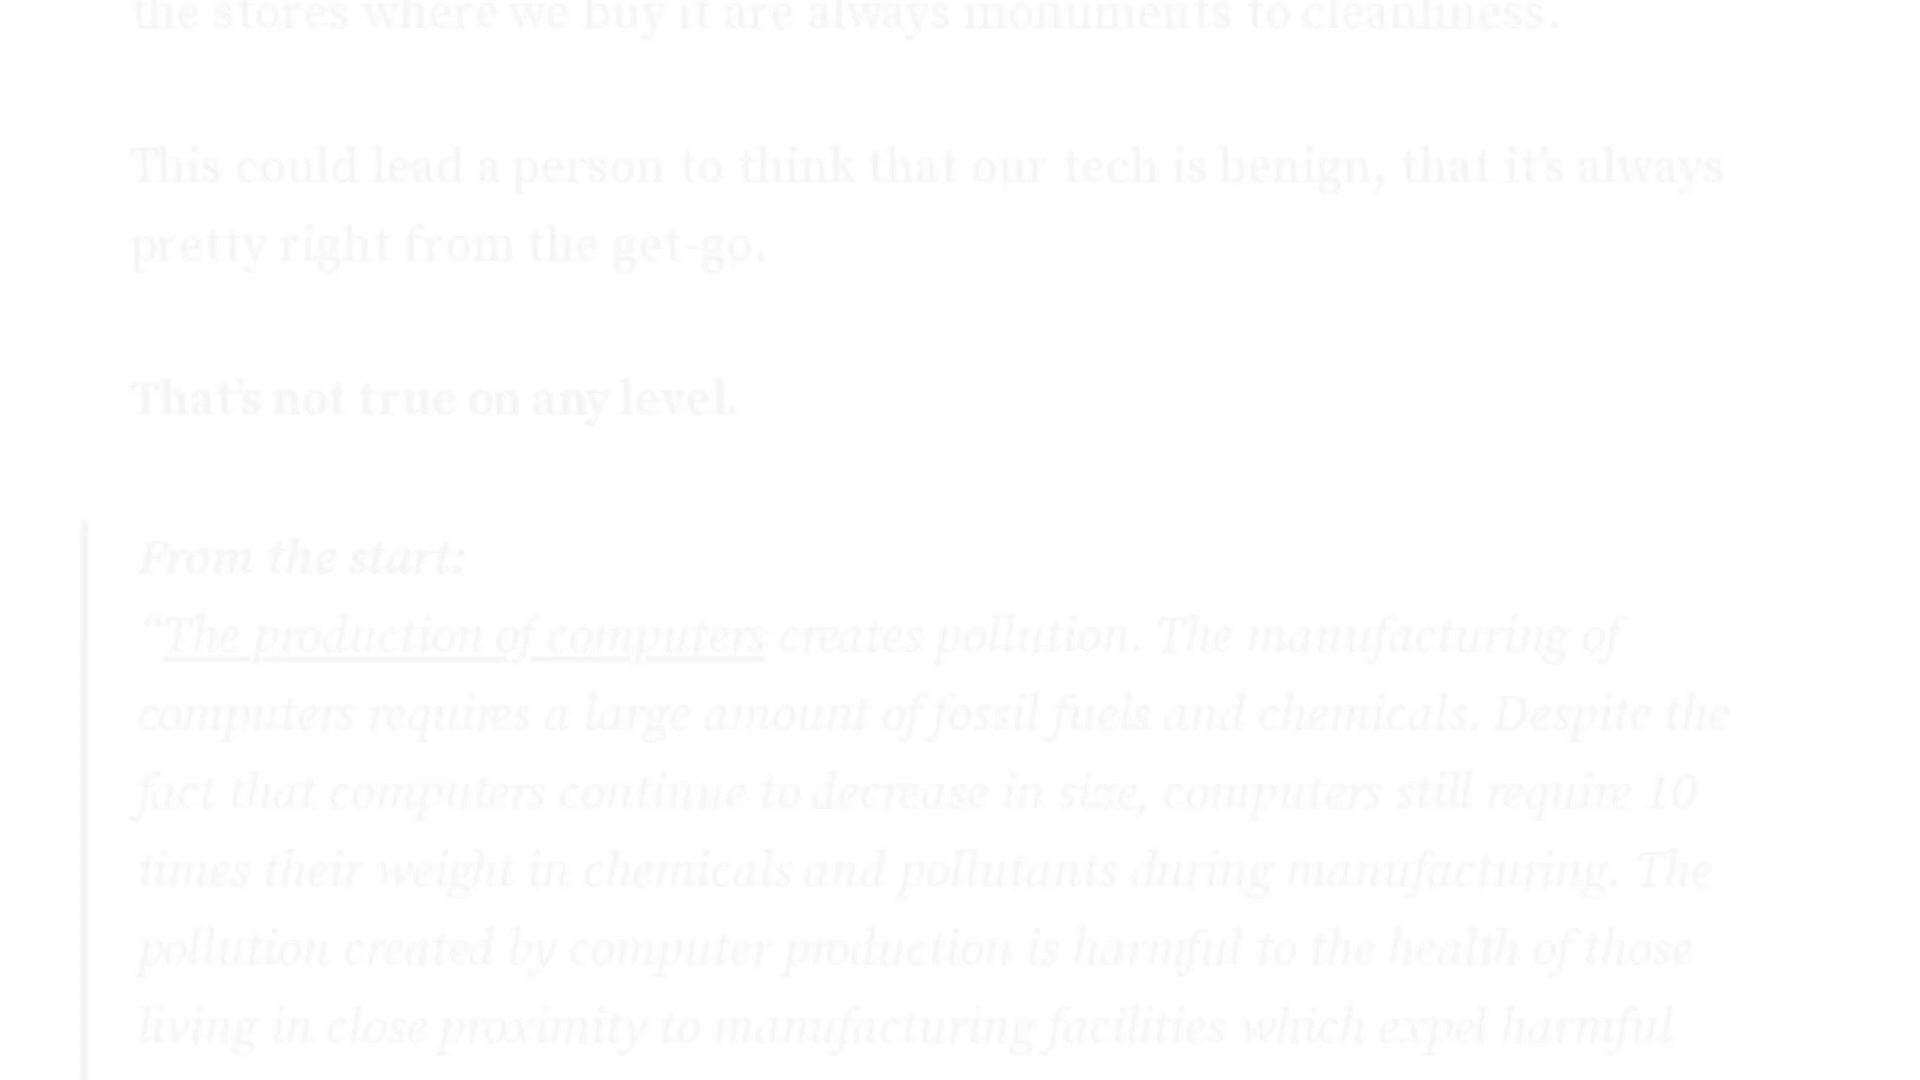 the stores where we buy it are always monuments to cleanliness.
This could lead a person to think that our tech is benign, that it’s always
pretty right from the get-go.
That’s not true on any level.
From the start:
“The production of computers creates pollution. The manufacturing of
computers requires a large amount of fossil fuels and chemicals. Despite the
fact that computers continue to decrease in size, computers still require 10
times their weight in chemicals and pollutants during manufacturing. The
pollution created by computer production is harmful to the health of those
living in close proximity to manufacturing facilities which expel harmful